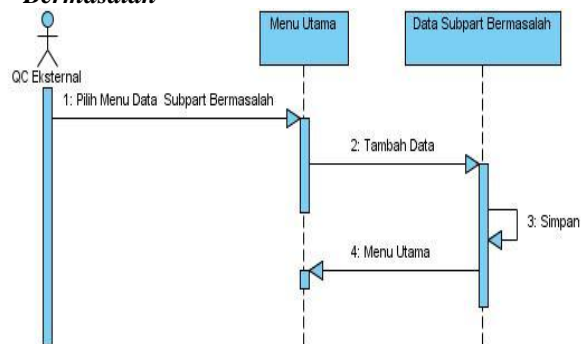 Bermasalah
Menu Utama
Data Subpart Bermasalah
QC Eksternal
1: Pilih Menu Data Subpart Bermasalah
2: Tambah Data
3: Simpan
4: Menu Utama